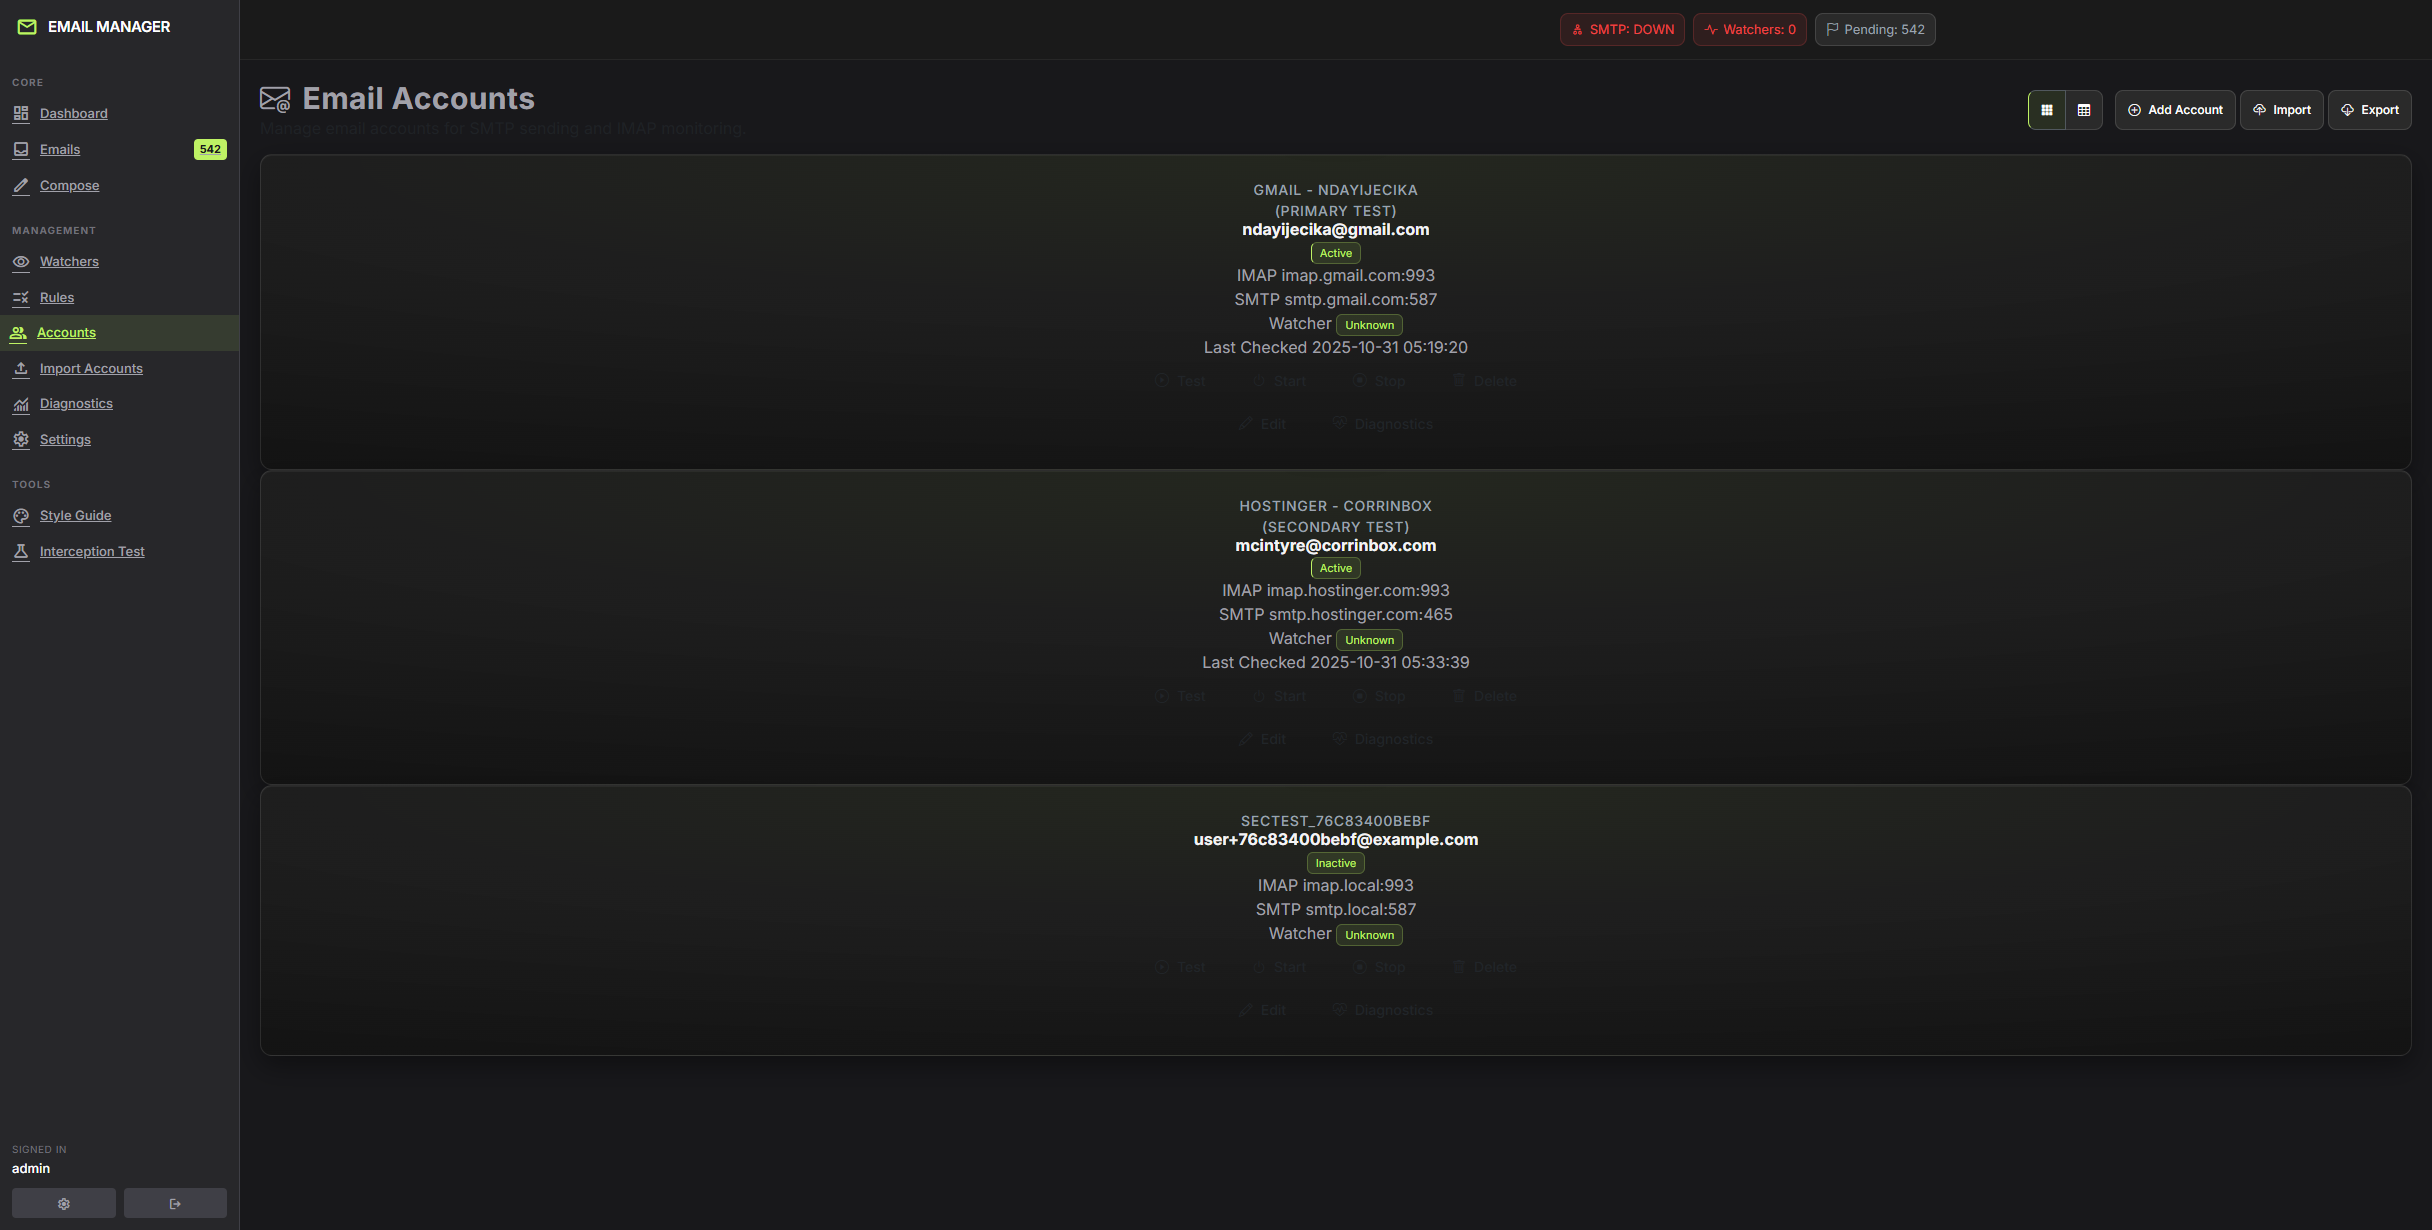 EMAIL MANAGER
SMTP: DOWN
Watchers: 0
Pending: 542
CORE
Dashboard
Emails
542
Compose
MANAGEMENT
Watchers
Rules
Accounts
Import Accounts
Diagnostics
Settings
TOOLS
Style Guide
Interception Test
SIGNED IN
admin
Email Accounts
Manage email accounts for SMTP sending and IMAP monitoring.
Add Account
Import
Export
GMAIL - NDAYIJECIKA
(PRIMARY TEST)
ndayijecika@gmail.com
Active
IMAP imap.gmail.com:993
SMTP smtp.gmail.com:587
Watcher Unknown
Last Checked 2025-10-31 05:19:20
Test Start Stop Delete
Edit Diagnostics
HOSTINGER - CORRINBOX
(SECONDARY TEST)
mcintyre@corrinbox.com
Active
IMAP imap.hostinger.com:993
SMTP smtp.hostinger.com:465
Watcher Unknown
Last Checked 2025-10-31 05:33:39
Test Start Stop Delete
Edit Diagnostics
SECTEST_76C83400BEBF
user+76c83400bebf@example.com
Inactive
IMAP imap.local:993
SMTP smtp.local:587
Watcher Unknown
Test Start Stop Delete
Edit Diagnostics